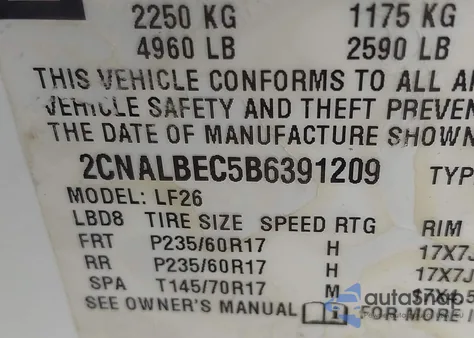 2250 KG 1175 KG
4960 LB 2590 LB
THIS VEHICLE CONFORMS TO ALL
VEHICLE SAFETY AND THEFT PREVEN
THE DATE OF MANUFACTURE SHOWN
2CNALBEC5B6391209 TYP
MODEL: LF26
LBD8 TIRE SIZE SPEED RTG RIM
FRT P235/60R17 H 17X7J
RR P235/60R17 H 17X7J
SPA T145/70R17 M
SEE OWNER'S MANUAL FOR MORE
autoSnap